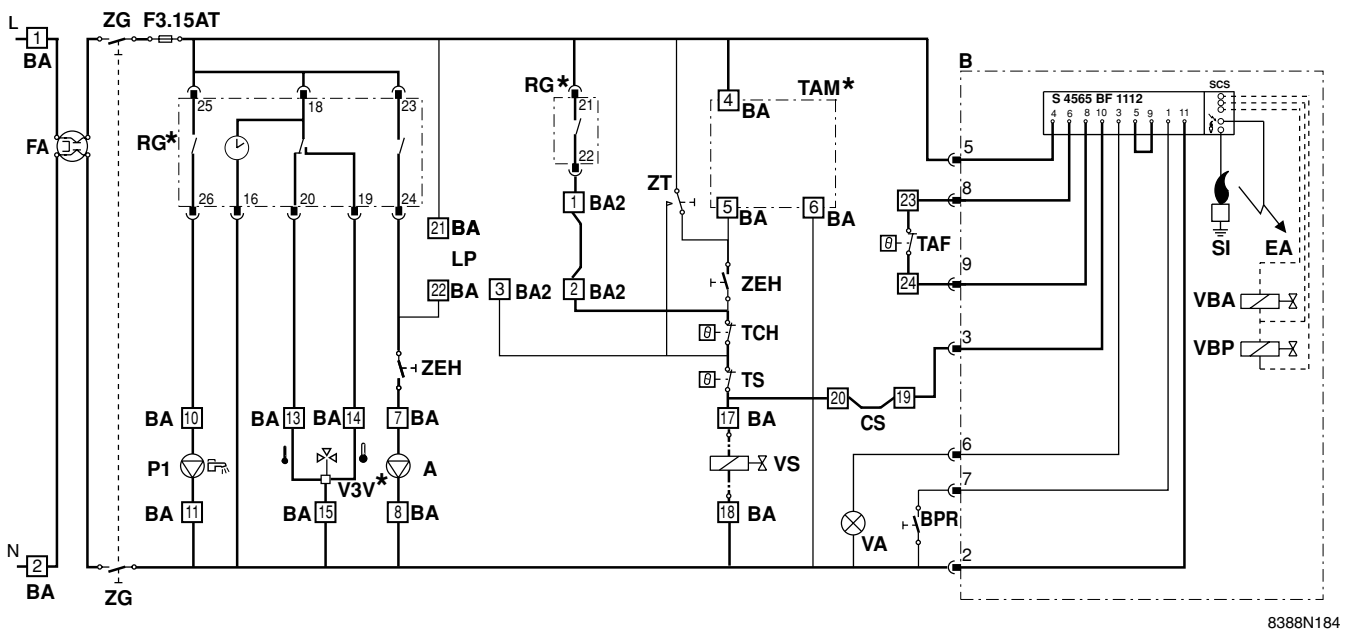 L
1
BA
ZG F3.15AT
FA
25
18
23
RG*
26
16
20
19
24
RG*
21
22
1 BA2
2 BA2
3 BA2
21 BA
LP
22 BA
ZEH
BA 10
BA 13
BA 14
7 BA
P1
V3V*
A
BA 11
BA 15
8 BA
ZT
4 BA
TAM*
5 BA
6 BA
ZEH
θ TCH
θ TS
17 BA
VS
18 BA
20
19
CS
23
θ TAF
24
VA
BPR
B
S 4565 BF 1112
4 6 8 10 3 5 9 1 11
SCS
5
8
9
3
6
7
2
SI
EA
VBA
VBP
N
2
BA
ZG
8388N184